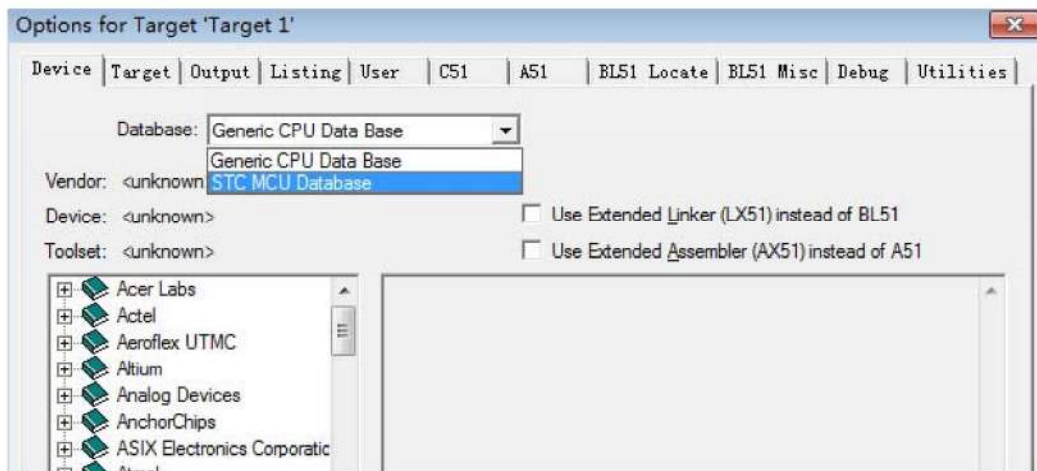 Options for Target 'Target 1'
Device Target Output Listing User C51 A51 BL51 Locate BL51 Misc Debug Utilities
Database: Generic CPU Data Base
Generic CPU Data Base
Vendor: <unknown STC MCU Database
Device: <unknown> Use Extended Linker (LX51) instead of BL51
Toolset: <unknown> Use Extended Assembler (AX51) instead of A51
Acer Labs
Actel
Aeroflex UTMC
Altium
Analog Devices
AnchorChips
ASIX Electronics Corporatic